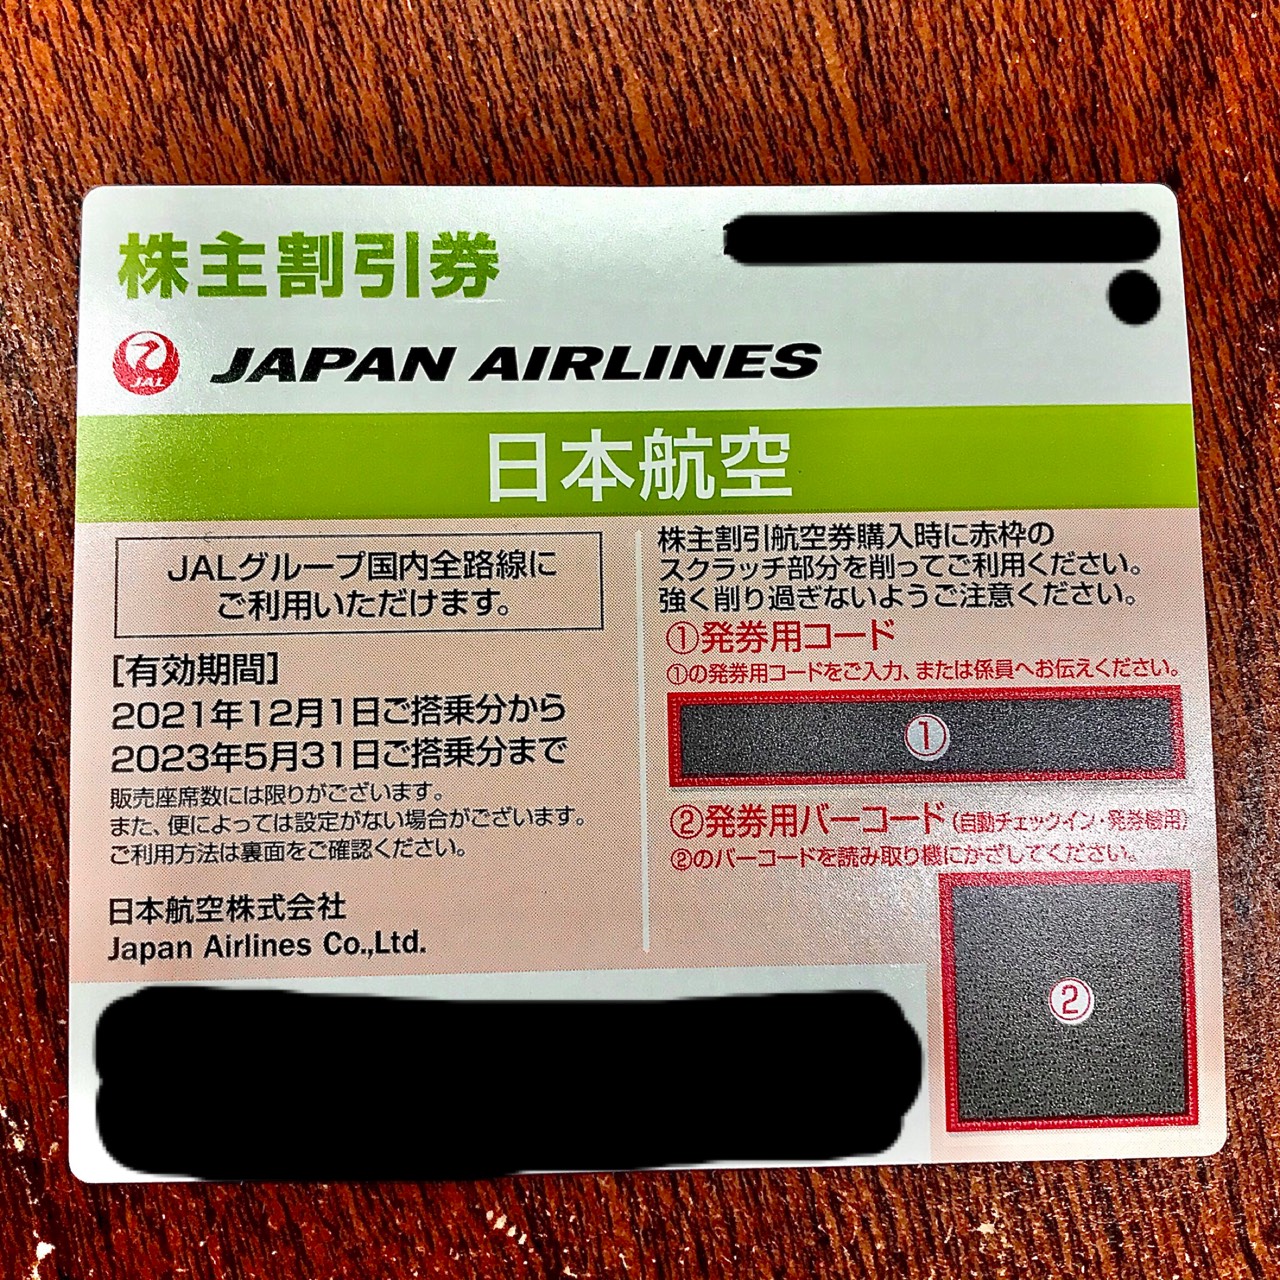 株主割引券
JAL
JAPAN AIRLINES
日本航空
JALグループ国内全路線に
ご利用いただけます。
[有効期間]
2021年12月1日ご搭乗分から
2023年5月31日ご搭乗分まで
販売座席数には限りがございます。
また、便によっては設定がない場合がございます。
ご利用方法は裏面をご確認ください。
日本航空株式会社
Japan Airlines Co.,Ltd.
株主割引航空券購入時に赤枠の
スクラッチ部分を削ってご利用ください。
強く削り過ぎないようご注意ください。
①発券用コード
①の発券用コードをご入力、または係員へお伝えください。
①
②発券用バーコード(自動チェックイン・発券機用)
②のバーコードを読み取り機にかざしてください。
②